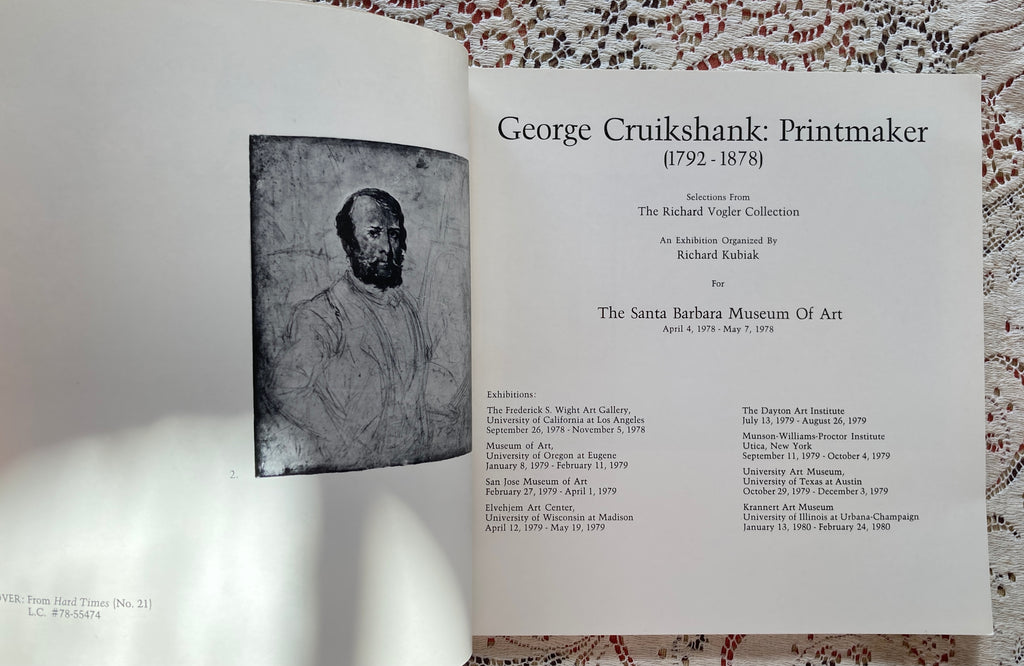 2.
OVER: From Hard Times (No. 21)
L.C. #78-55474
George Cruikshank: Printmaker
(1792 - 1878)
Selections From
The Richard Vogler Collection
An Exhibition Organized By
Richard Kubiak
For
The Santa Barbara Museum Of Art
April 4, 1978 - May 7, 1978
Exhibitions:
The Frederick S. Wight Art Gallery,
University of California at Los Angeles
September 26, 1978 - November 5, 1978
Museum of Art,
University of Oregon at Eugene
January 8, 1979 - February 11, 1979
San Jose Museum of Art
February 27, 1979 - April 1, 1979
Elvehjem Art Center,
University of Wisconsin at Madison
April 12, 1979 - May 19, 1979
The Dayton Art Institute
July 13, 1979 - August 26, 1979
Munson-Williams-Proctor Institute
Utica, New York
September 11, 1979 - October 4, 1979
University Art Museum,
University of Texas at Austin
October 29, 1979 - December 3, 1979
Krannert Art Museum
University of Illinois at Urbana-Champaign
January 13, 1980 - February 24, 1980